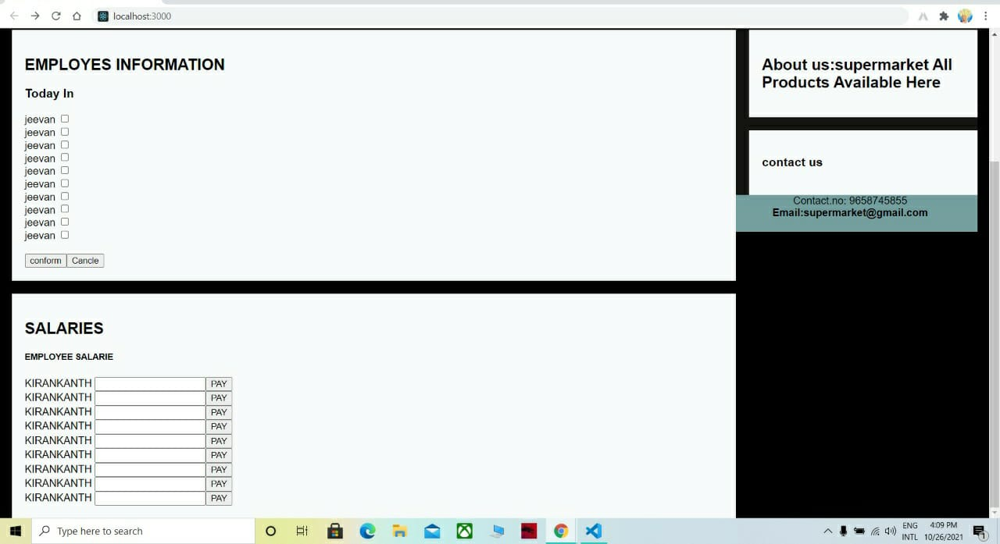 localhost:3000
EMPLOYES INFORMATION
Today In
jeevan
jeevan
jeevan
jeevan
jeevan
jeevan
jeevan
jeevan
jeevan
jeevan
conform Cancle
SALARIES
EMPLOYEE SALARIE
KIRANKANTH PAY
KIRANKANTH PAY
KIRANKANTH PAY
KIRANKANTH PAY
KIRANKANTH PAY
KIRANKANTH PAY
KIRANKANTH PAY
KIRANKANTH PAY
KIRANKANTH PAY
About us:supermarket All
Products Available Here
contact us
Contact.no: 9658745855
Email:supermarket@gmail.com
Type here to search
ENG
INTL
4:09 PM
10/26/2021
1